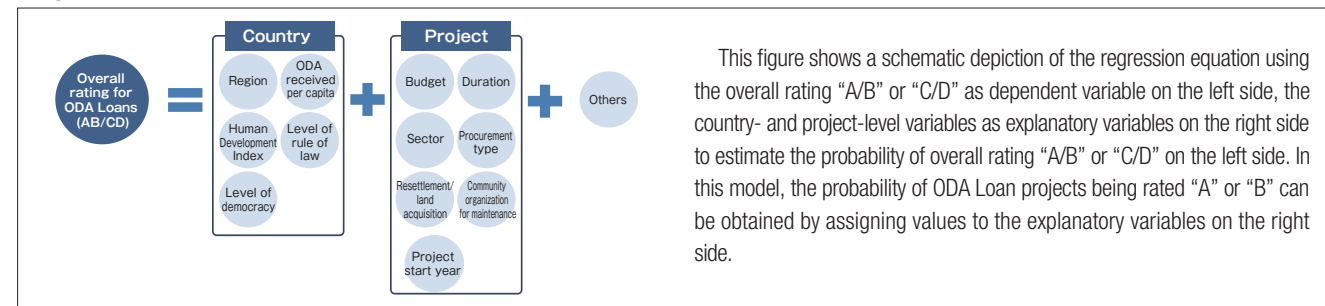 Overall
rating for
ODA Loans
(AB/CD)
Country
Region
ODA
received
per capita
Human
Development
Index
Level of
rule of
law
Level of
democracy
Project
Budget
Duration
Sector
Procurement
type
Resettlement/
land
acquisition
Community
organization
for maintenance
Project
start year
Others
This figure shows a schematic depiction of the regression equation using
the overall rating “A/B” or “C/D” as dependent variable on the left side, the
country- and project-level variables as explanatory variables on the right side
to estimate the probability of overall rating “A/B” or “C/D” on the left side. In
this model, the probability of ODA Loan projects being rated “A” or “B” can
be obtained by assigning values to the explanatory variables on the right
side.